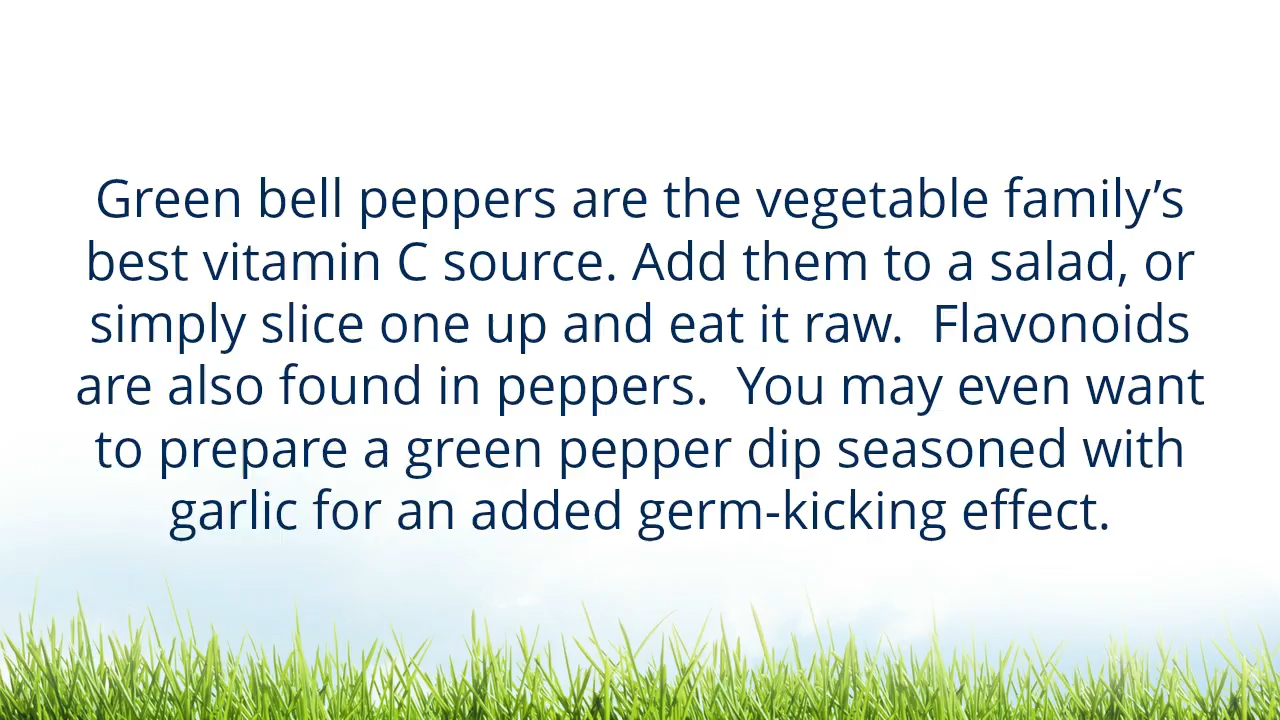 Green bell peppers are the vegetable family’s
best vitamin C source. Add them to a salad, or
simply slice one up and eat it raw.  Flavonoids
are also found in peppers.  You may even want
to prepare a green pepper dip seasoned with
garlic for an added germ-kicking effect.